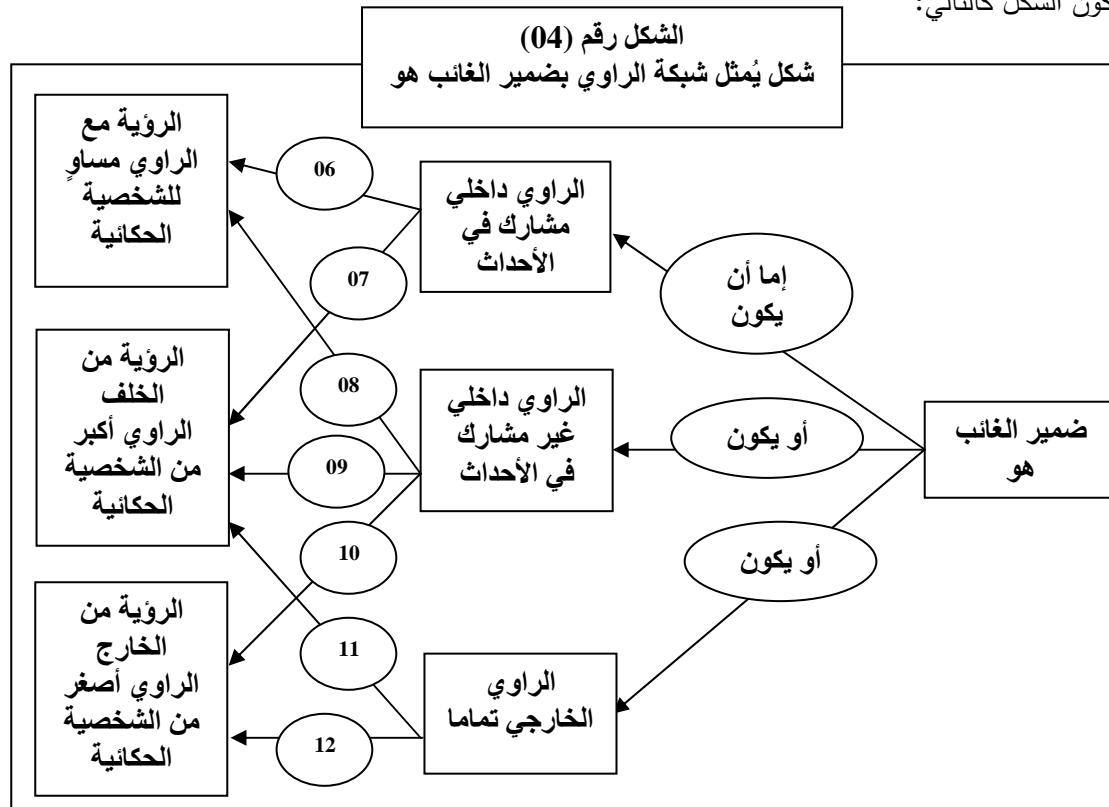 كون الشكل كالتالي:
الشكل رقم (04)
شكل يُمثل شبكة الراوي بضمير الغائب هو
ضمير الغائب
هو
إما أن
يكون
أو يكون
أو يكون
الراوي داخلي
مشارك في
الأحداث
الراوي داخلي
غير مشارك
في الأحداث
الراوي
الخارجي تماما
06
07
08
09
10
11
12
الرؤية مع
الراوي مساوٍ
للشخصية
الحكائية
الرؤية من
الخلف
الراوي أكبر
من الشخصية
الحكائية
الرؤية من
الخارج
الراوي أصغر
من الشخصية
الحكائية